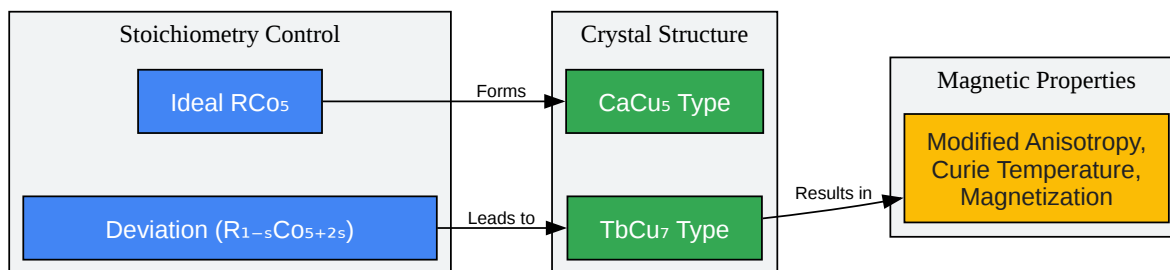 Stoichiometry Control
Ideal RCo₅
Deviation (R₁₋ₛCo₅₊₂ₛ)
Forms
Leads to
Crystal Structure
CaCu₅ Type
TbCu₇ Type
Results in
Magnetic Properties
Modified Anisotropy,
Curie Temperature,
Magnetization